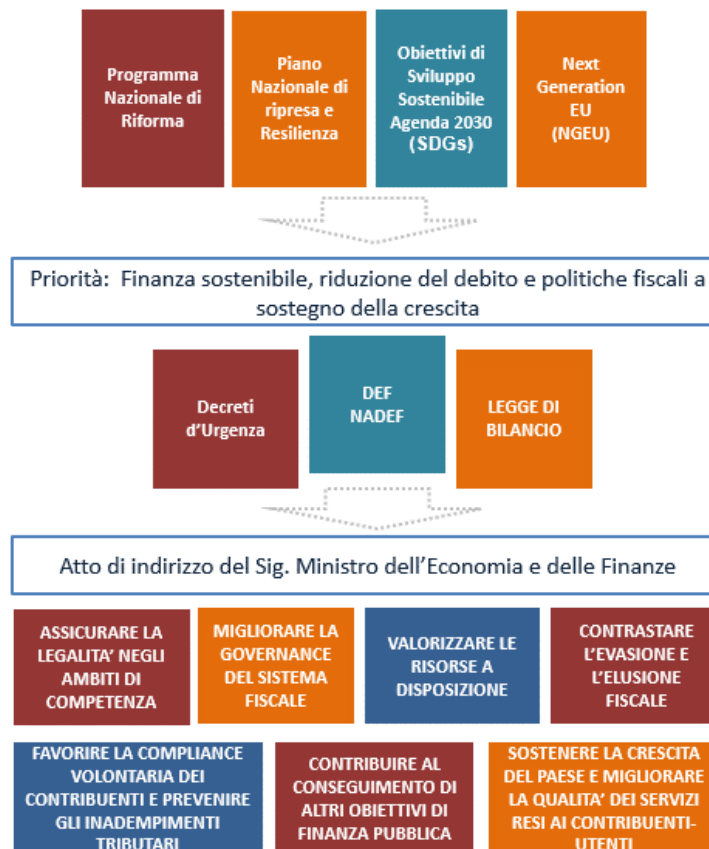 Programma
Nazionale di
Riforma
Piano
Nazionale di
ripresa e
Resilienza
Obiettivi di
Sviluppo
Sostenibile
Agenda 2030
(SDGs)
Next
Generation
EU
(NGEU)
Priorità: Finanza sostenibile, riduzione del debito e politiche fiscali a
sostegno della crescita
Decreti
d'Urgenza
DEF
NADEF
LEGGE DI
BILANCIO
Atto di indirizzo del Sig. Ministro dell'Economia e delle Finanze
ASSICURARE LA
LEGALITA' NEGLI
AMBITI DI
COMPETENZA
MIGLIORARE LA
GOVERNANCE
DEL SISTEMA
FISCALE
VALORIZZARE LE
RISORSE A
DISPOSIZIONE
CONTRASTARE
L'EVASIONE E
L'ELUSIONE
FISCALE
FAVORIRE LA COMPLIANCE
VOLONTARIA DEI
CONTRIBUENTI E PREVENIRE
GLI INADEMPIMENTI
TRIBUTARI
CONTRIBUIRE AL
CONSEGUIMENTO DI
ALTRI OBIETTIVI DI
FINANZA PUBBLICA
SOSTENERE LA CRESCITA
DEL PAESE E MIGLIORARE
LA QUALITA' DEI SERVIZI
RESI AI CONTRIBUENTI-
UTENTI